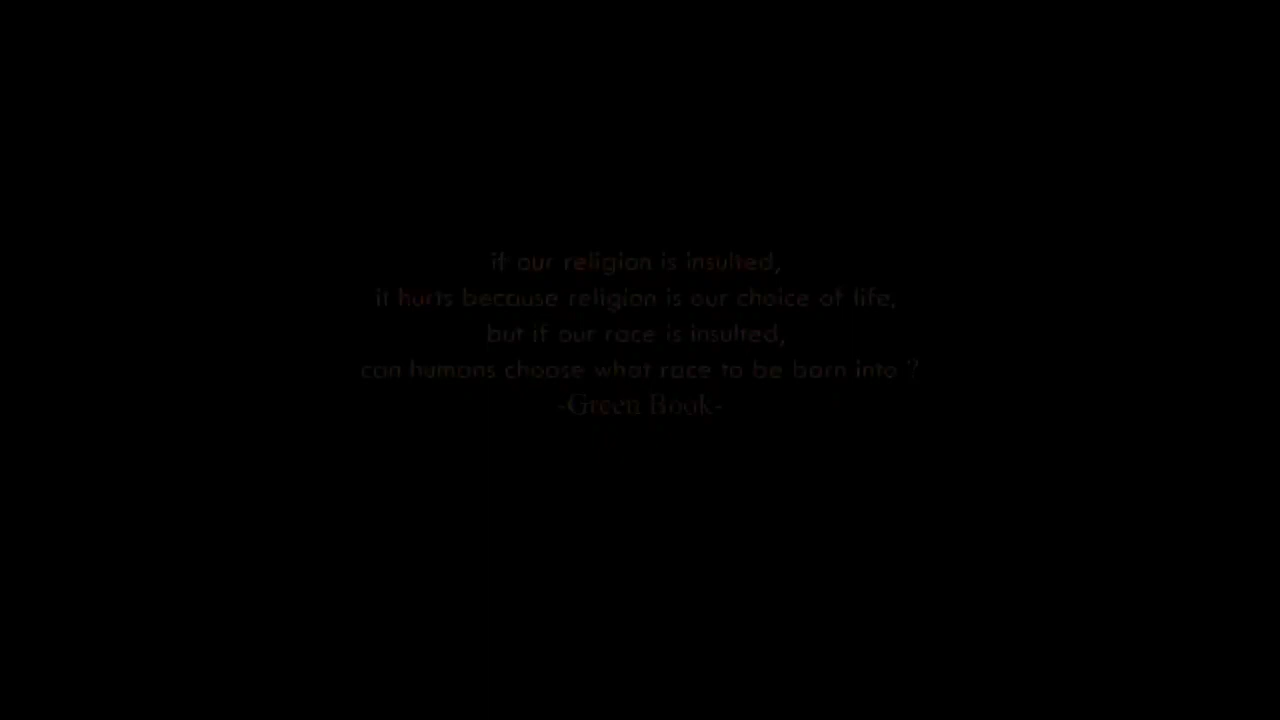 if our religion is insulted,
it hurts because religion is our choice of life,
but if our race is insulted,
can humans choose what race to be born into ?
-Green Book-